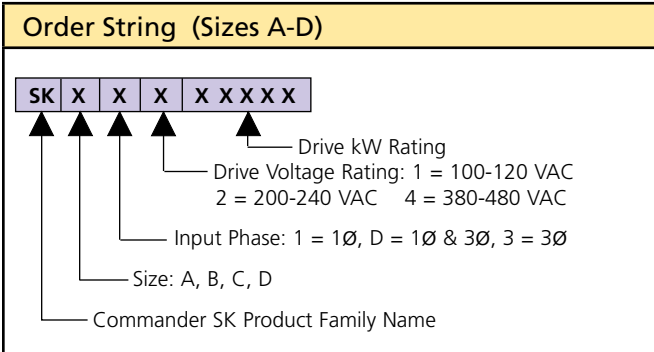 Order String (Sizes A-D)
SK X X X X X X X X
Drive kW Rating
Drive Voltage Rating: 1 = 100-120 VAC
2 = 200-240 VAC 4 = 380-480 VAC
Input Phase: 1 = 1Ø, D = 1Ø & 3Ø, 3 = 3Ø
Size: A, B, C, D
Commander SK Product Family Name